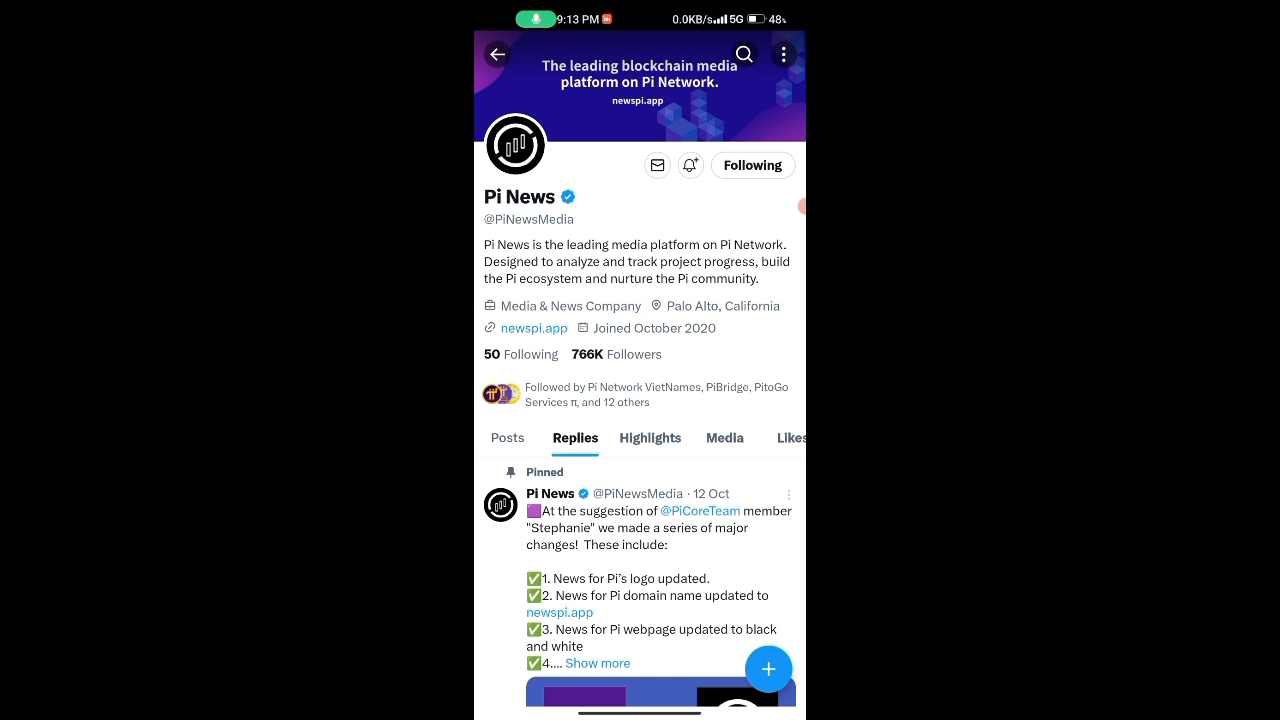 9:13 PM 0.0KB/s 5G 48%
The leading blockchain media
platform on Pi Network.
newspi.app
Following
Pi News
@PiNewsMedia
Pi News is the leading media platform on Pi Network.
Designed to analyze and track project progress, build
the Pi ecosystem and nurture the Pi community.
Media & News Company Palo Alto, California
newspi.app Joined October 2020
50 Following 766K Followers
Followed by Pi Network VietNames, PiBridge, PitoGo
Services π, and 12 others
Posts Replies Highlights Media Likes
Pinned
Pi News @PiNewsMedia · 12 Oct
🟪At the suggestion of @PiCoreTeam member
"Stephanie" we made a series of major
changes! These include:
✅1. News for Pi’s logo updated.
✅2. News for Pi domain name updated to
newspi.app
✅3. News for Pi webpage updated to black
and white
✅4.... Show more